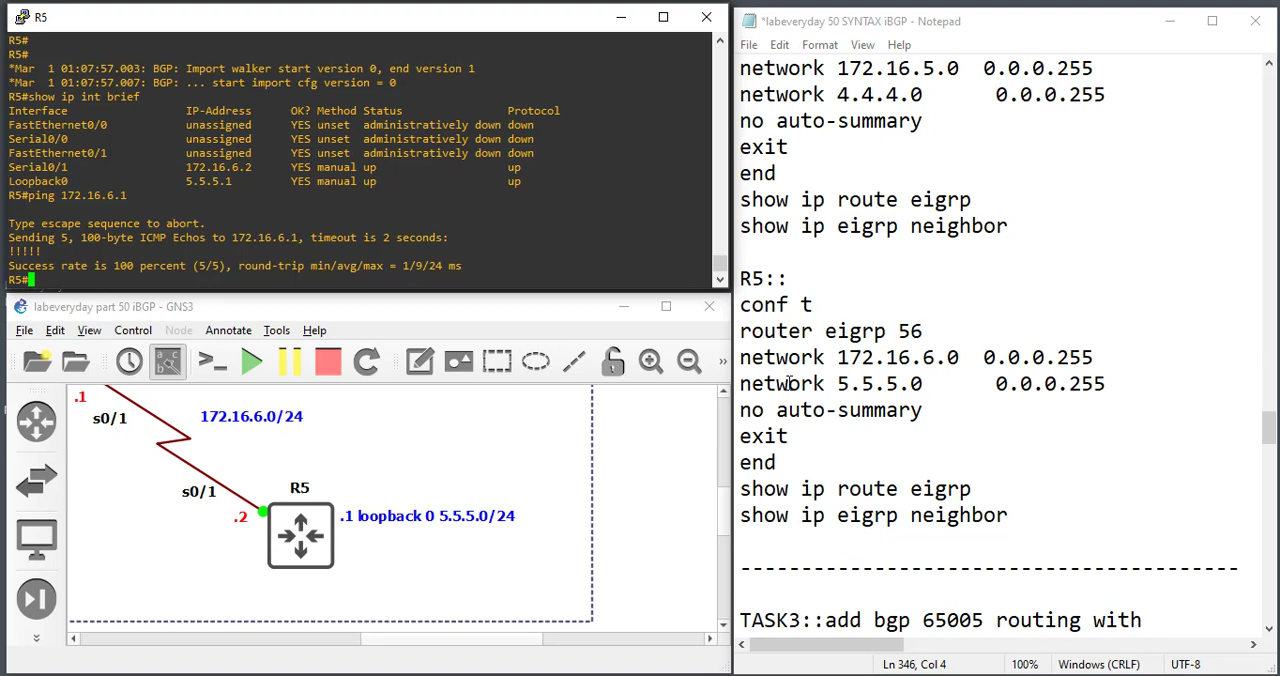 R5
R5#
R5#
*Mar  1 01:07:57.003: BGP: Import walker start version 0, end version 1
*Mar  1 01:07:57.007: BGP: ... start import cfg version = 0
R5#show ip int brief
Interface                  IP-Address      OK? Method Status                Protocol
FastEthernet0/0            unassigned      YES unset  administratively down down
Serial0/0                  unassigned      YES unset  administratively down down
FastEthernet0/1            unassigned      YES unset  administratively down down
Serial0/1                  172.16.6.2      YES manual up                    up
Loopback0                  5.5.5.1         YES manual up                    up
R5#ping 172.16.6.1
Type escape sequence to abort.
Sending 5, 100-byte ICMP Echos to 172.16.6.1, timeout is 2 seconds:
!!!!!
Success rate is 100 percent (5/5), round-trip min/avg/max = 1/9/24 ms
R5#
labeveryday part 50 iBGP - GNS3
File Edit View Control Node Annotate Tools Help
.1
s0/1
172.16.6.0/24
s0/1
R5
.2
.1 loopback 0 5.5.5.0/24
*labeveryday 50 SYNTAX iBGP - Notepad
File Edit Format View Help
network 172.16.5.0  0.0.0.255
network 4.4.4.0     0.0.0.255
no auto-summary
exit
end
show ip route eigrp
show ip eigrp neighbor
R5::
conf t
router eigrp 56
network 172.16.6.0  0.0.0.255
network 5.5.5.0     0.0.0.255
no auto-summary
exit
end
show ip route eigrp
show ip eigrp neighbor
-----------------------------------------
TASK3::add bgp 65005 routing with
Ln 346, Col 4 100% Windows (CRLF) UTF-8